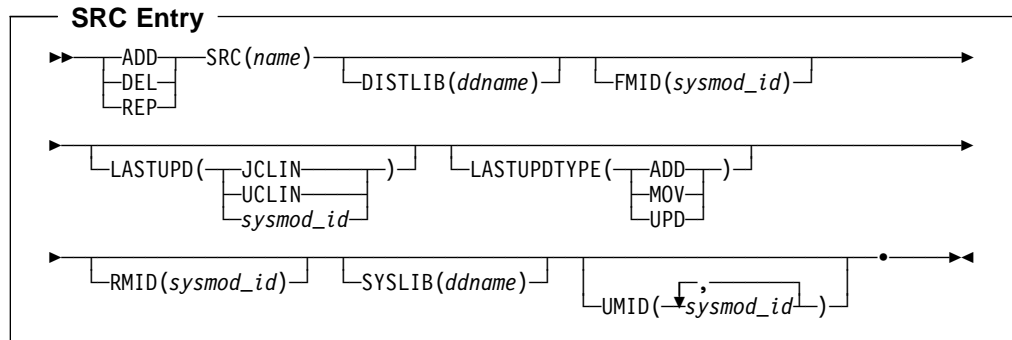 SRC Entry
ADD SRC(name)
DEL DISTLIB(ddname) FMID(sysmod_id)
REP
LASTUPD( JCLIN ) LASTUPDTYPE( ADD )
UCLIN MOV
sysmod_id UPD
RMID(sysmod_id) SYSLIB(ddname) ,
UMID( sysmod_id )